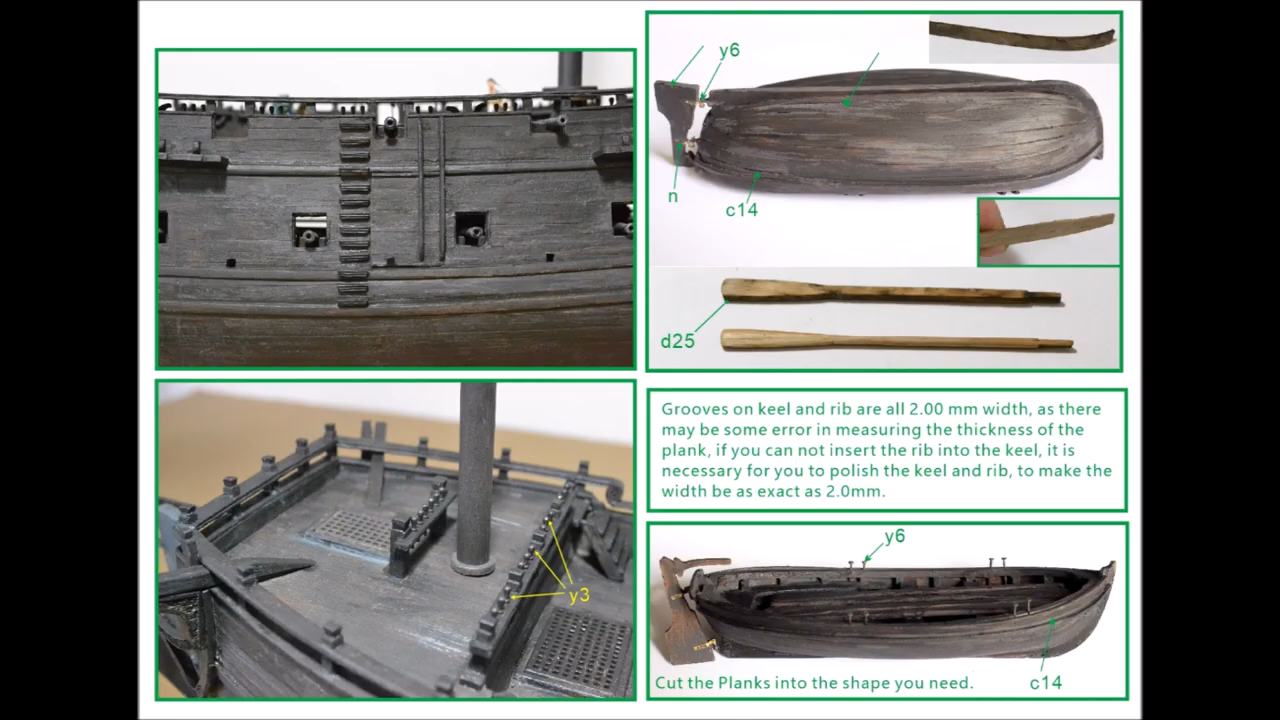 y6
n
c14
d25
Grooves on keel and rib are all 2.00 mm width, as there
may be some error in measuring the thickness of the
plank, if you can not insert the rib into the keel, it is
necessary for you to polish the keel and rib, to make the
width be as exact as 2.0mm.
y3
y6
Cut the Planks into the shape you need.
c14